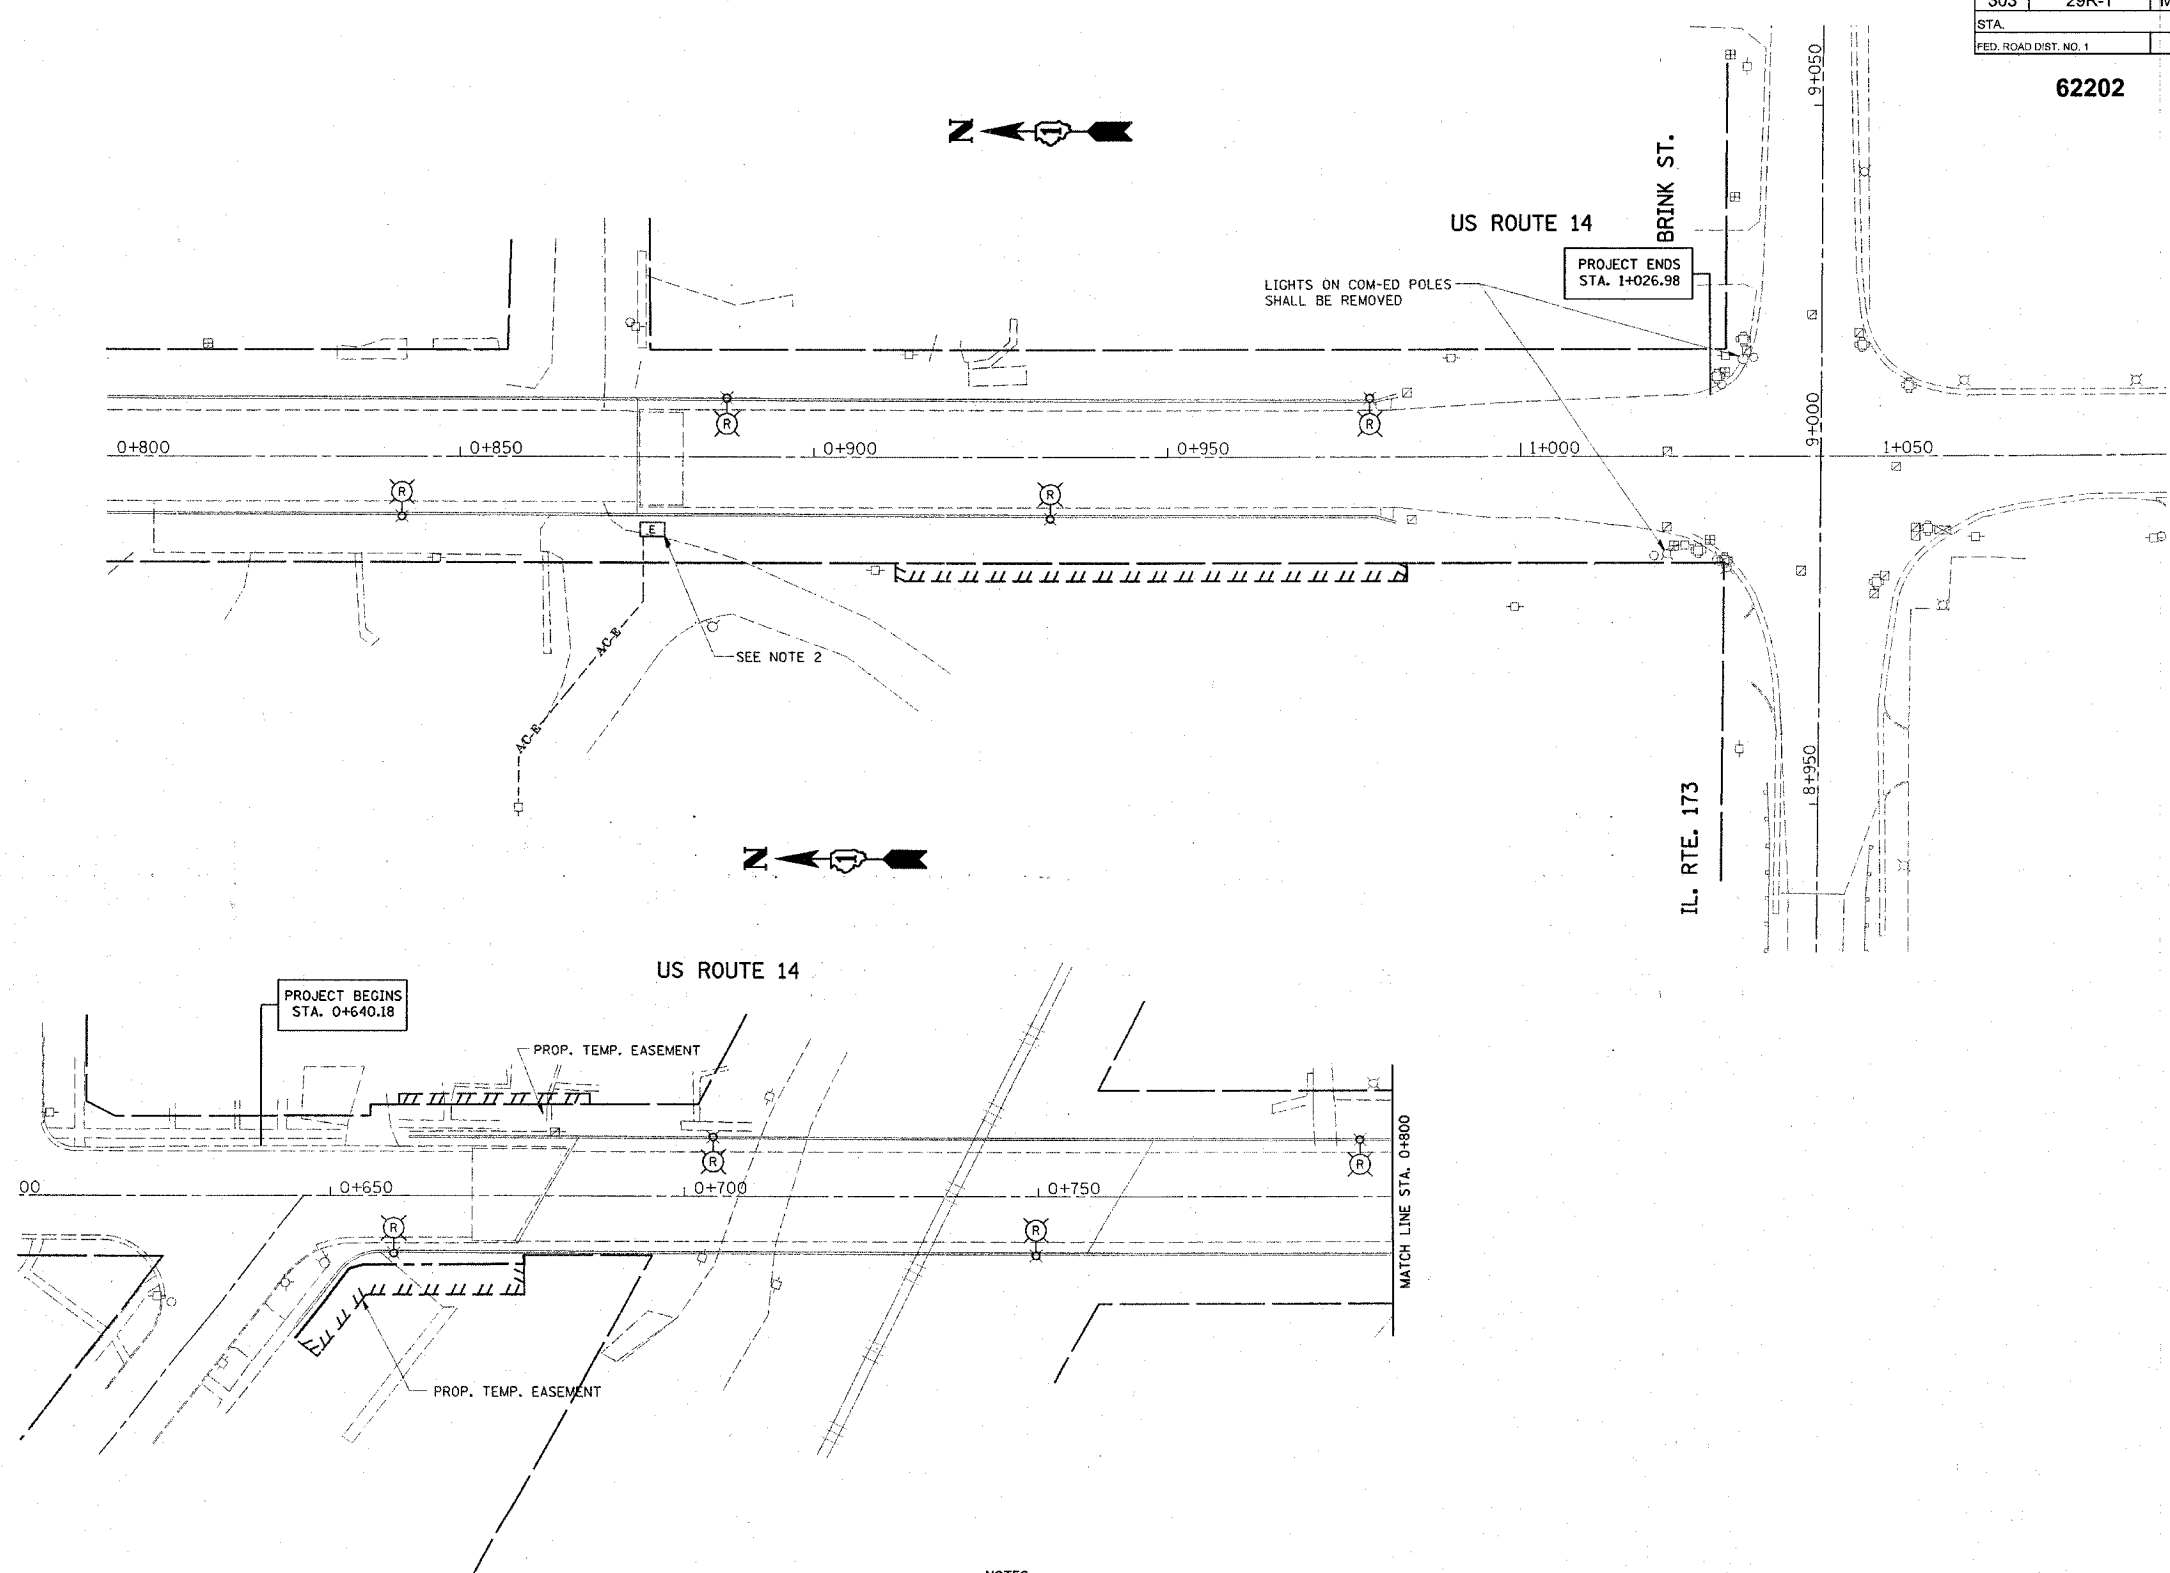 303 29R-1
STA.
FED. ROAD DIST. NO. 1
62202
N 1
9+050
BRINK ST.
US ROUTE 14
PROJECT ENDS
STA. 1+026.98
LIGHTS ON COM-ED POLES
SHALL BE REMOVED
R
R
9+000
0+800
0+850
0+900
0+950
1+000
1+050
R
R
E
AC-E
SEE NOTE 2
AC-E
8+950
IL. RTE. 173
N 1
US ROUTE 14
PROJECT BEGINS
STA. 0+640.18
PROP. TEMP. EASEMENT
R
R
00
0+650
0+700
0+750
MATCH LINE STA. 0+800
R
R
PROP. TEMP. EASEMENT